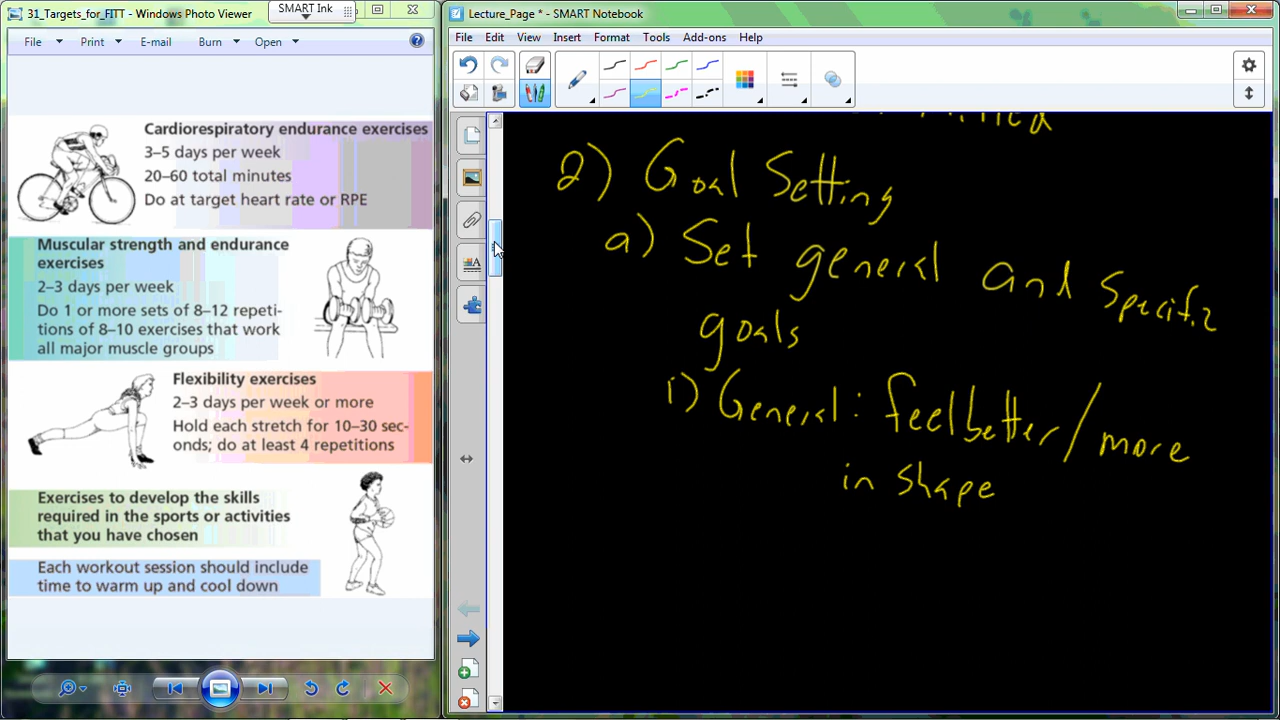 31_Targets_for_FITT - Windows Photo Viewer
SMART Ink
File Print E-mail Burn Open
Cardiorespiratory endurance exercises
3–5 days per week
20–60 total minutes
Do at target heart rate or RPE
Muscular strength and endurance
exercises
2–3 days per week
Do 1 or more sets of 8–12 repeti-
tions of 8–10 exercises that work
all major muscle groups
Flexibility exercises
2–3 days per week or more
Hold each stretch for 10–30 sec-
onds; do at least 4 repetitions
Exercises to develop the skills
required in the sports or activities
that you have chosen
Each workout session should include
time to warm up and cool down
Lecture_Page * - SMART Notebook
File Edit View Insert Format Tools Add-ons Help
2) Goal Setting
a) Set general and specific
goals
i) General: feel better/more
in shape